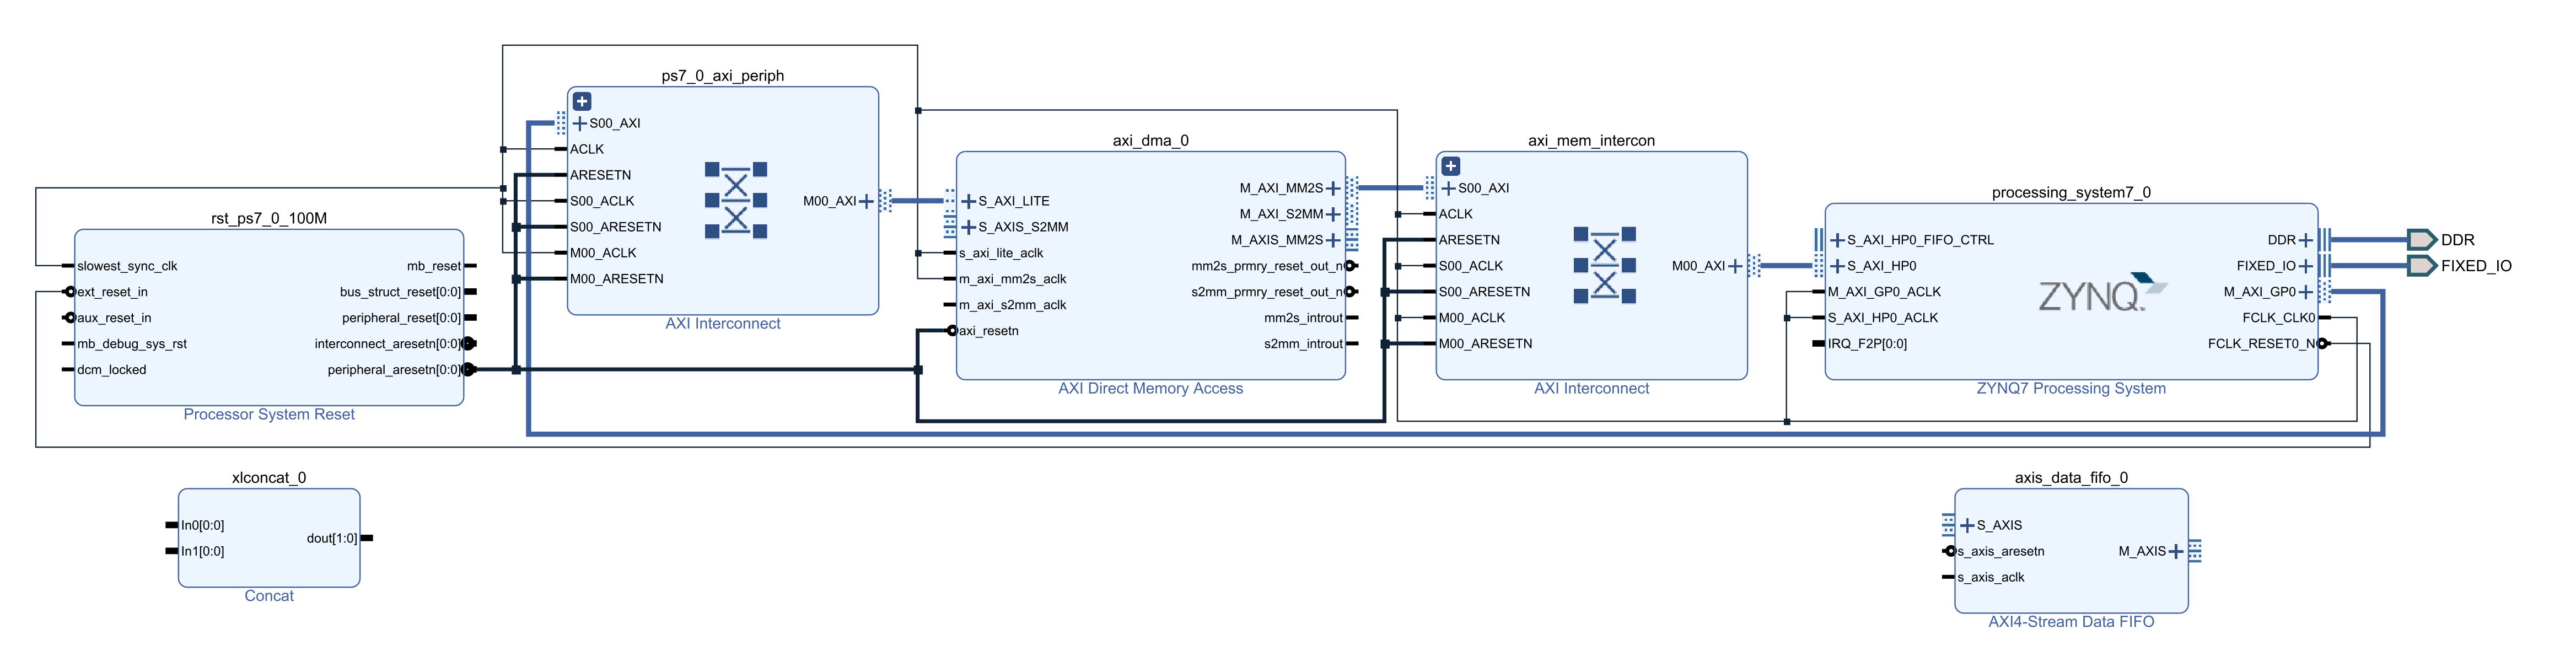 ps7_0_axi_periph
S00_AXI
ACLK
ARESETN
S00_ACLK
M00_AXI
S00_ARESETN
M00_ACLK
M00_ARESETN
AXI Interconnect
rst_ps7_0_100M
slowest_sync_clk
mb_reset
ext_reset_in
bus_struct_reset[0:0]
aux_reset_in
peripheral_reset[0:0]
mb_debug_sys_rst
interconnect_aresetn[0:0]
dcm_locked
peripheral_aresetn[0:0]
Processor System Reset
axi_dma_0
M_AXI_MM2S
S_AXI_LITE
M_AXI_S2MM
S_AXIS_S2MM
M_AXIS_MM2S
s_axi_lite_aclk
mm2s_prmry_reset_out_n
m_axi_mm2s_aclk
s2mm_prmry_reset_out_n
m_axi_s2mm_aclk
mm2s_introut
axi_resetn
s2mm_introut
AXI Direct Memory Access
axi_mem_intercon
S00_AXI
ACLK
ARESETN
S00_ACLK
M00_AXI
S00_ARESETN
M00_ACLK
M00_ARESETN
AXI Interconnect
processing_system7_0
S_AXI_HP0_FIFO_CTRL
DDR
S_AXI_HP0
FIXED_IO
M_AXI_GP0_ACLK
M_AXI_GP0
S_AXI_HP0_ACLK
FCLK_CLK0
IRQ_F2P[0:0]
FCLK_RESET0_N
ZYNQ
ZYNQ7 Processing System
DDR
FIXED_IO
xlconcat_0
In0[0:0]
dout[1:0]
In1[0:0]
Concat
axis_data_fifo_0
S_AXIS
s_axis_aresetn
M_AXIS
s_axis_aclk
AXI4-Stream Data FIFO